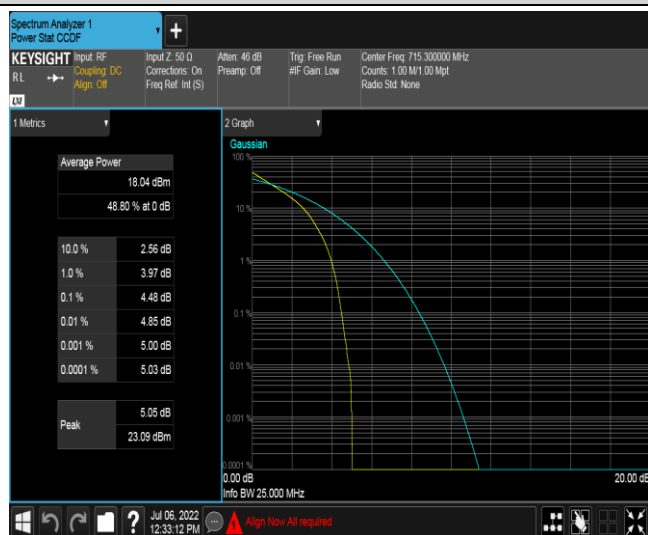 Spectrum Analyzer 1
Power Stat CCDF
KEYSIGHT
RL
LXI
Input: RF
Coupling: DC
Align: Off
Input Z: 50 Ω
Corrections: On
Freq Ref: Int (S)
Atten: 46 dB
Preamp: Off
Trig: Free Run
#IF Gain: Low
Center Freq: 715.300000 MHz
Counts: 1.00 M/1.00 Mpt
Radio Std: None
1 Metrics
Average Power
18.04 dBm
48.80 % at 0 dB
10.0 % 2.56 dB
1.0 % 3.97 dB
0.1 % 4.48 dB
0.01 % 4.85 dB
0.001 % 5.00 dB
0.0001 % 5.03 dB
Peak
5.05 dB
23.09 dBm
2 Graph
Gaussian
100 %
10 %
1 %
0.1 %
0.01 %
0.001 %
0.0001 %
0.00 dB 20.00 dB
Info BW 25.000 MHz
?
Jul 06, 2022
12:33:12 PM
Align Now All required